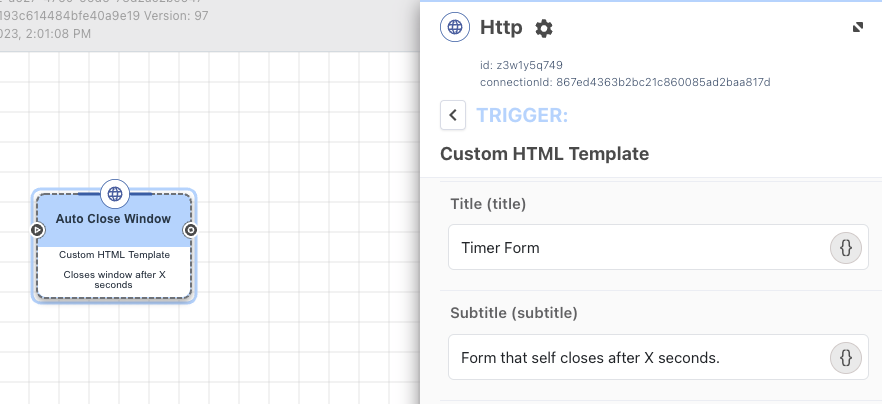 193c614484bfe40a9e19 Version: 97
023, 2:01:08 PM
Auto Close Window
Custom HTML Template
Closes window after X
seconds
Http
id: z3w1y5q749
connectionId: 867ed4363b2bc21c860085ad2baa817d
TRIGGER:
Custom HTML Template
Title (title)
Timer Form
{}
Subtitle (subtitle)
Form that self closes after X seconds.
{}